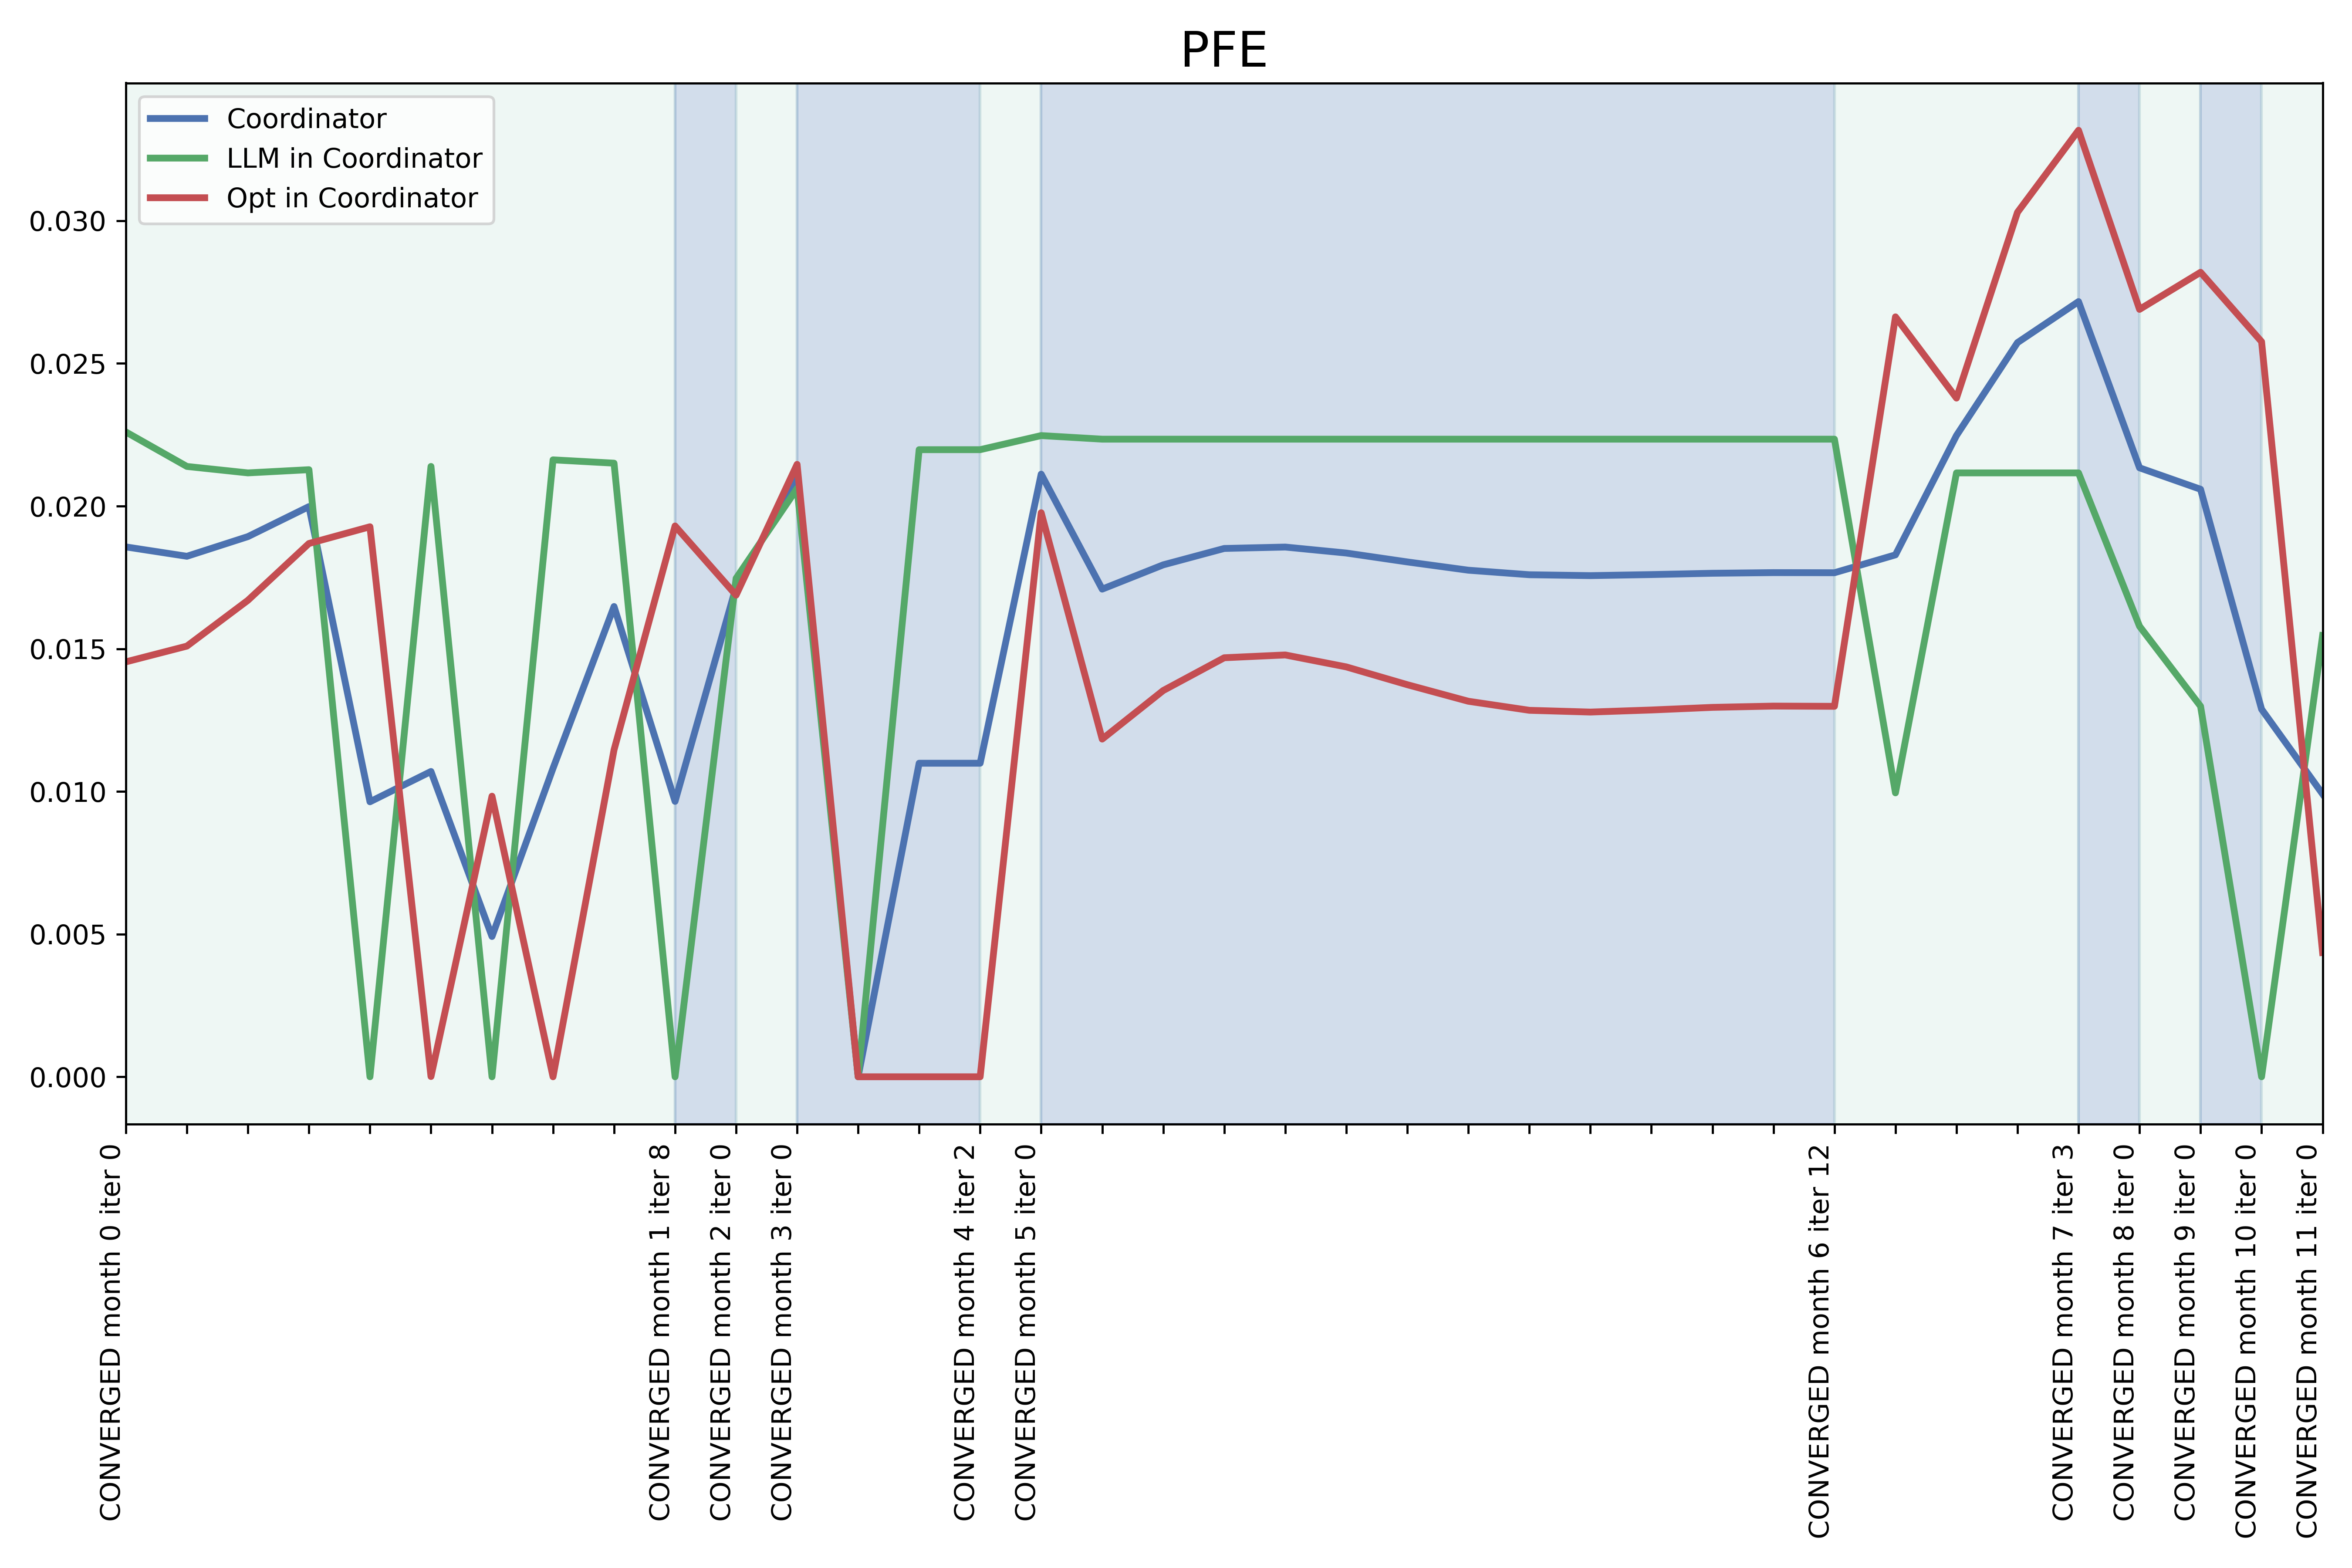 PFE
Coordinator
LLM in Coordinator
Opt in Coordinator
0.030
0.025
0.020
0.015
0.010
0.005
0.000
CONVERGED month 0 iter 0
CONVERGED month 1 iter 8
CONVERGED month 2 iter 0
CONVERGED month 3 iter 0
CONVERGED month 4 iter 2
CONVERGED month 5 iter 0
CONVERGED month 6 iter 12
CONVERGED month 7 iter 3
CONVERGED month 8 iter 0
CONVERGED month 9 iter 0
CONVERGED month 10 iter 0
CONVERGED month 11 iter 0